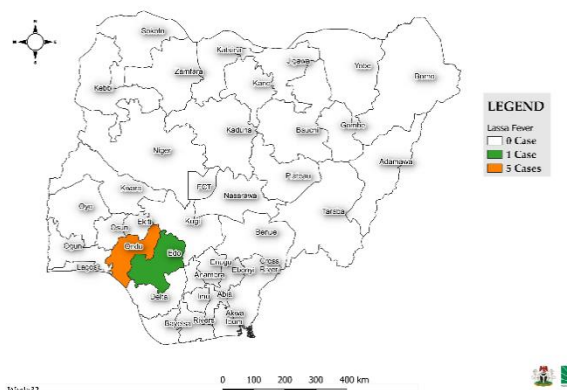 N
W
E
S
Sokoto
Katsina
Jigawa
Yobe
Borno
Zamfara
Kano
Kebbi
Kaduna
Bauchi
Gombe
Adamawa
Niger
Plateau
Kwara
FCT
Nasarawa
Taraba
Oyo
Ekiti
Kogi
Osun
Benue
Ondo
Edo
Ogun
Lagos
Enugu
Anambra
Ebonyi
Cross
River
Delta
Imo
Abia
Bayelsa
Rivers
Akwa
Ibom
LEGEND
Lassa Fever
0 Case
1 Case
5 Cases
0 100 200 300 400 km